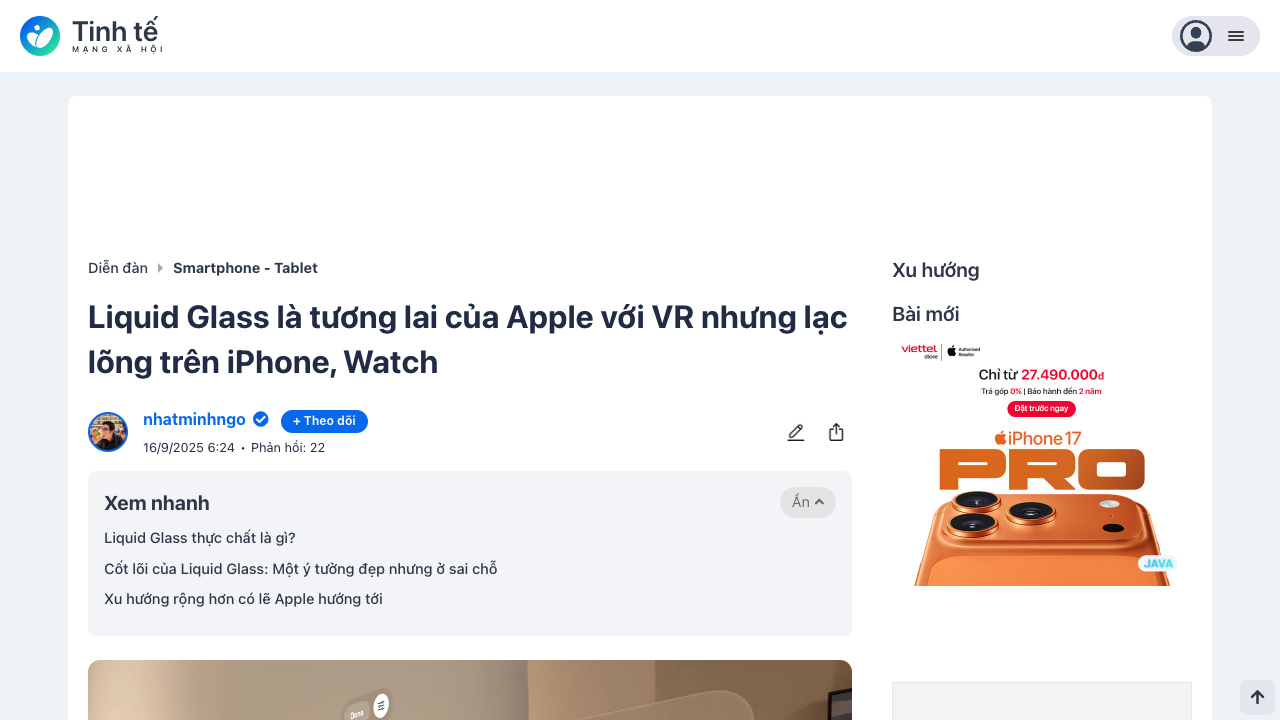 Tinh tế
MẠNG XÃ HỘI
Diễn đàn
Smartphone - Tablet
Liquid Glass là tương lai của Apple với VR nhưng lạc
lõng trên iPhone, Watch
nhatminhngo
+ Theo dõi
16/9/2025 6:24 • Phản hồi: 22
Xem nhanh
Ẩn
Liquid Glass thực chất là gì?
Cốt lõi của Liquid Glass: Một ý tưởng đẹp nhưng ở sai chỗ
Xu hướng rộng hơn có lẽ Apple hướng tới
Done
Xu hướng
Bài mới
viettel
store
Authorised
Reseller
Chỉ từ 27.490.000đ
Trả góp 0% | Bảo hành đến 2 năm
Đặt trước ngay
iPhone 17
PRO
JAVA